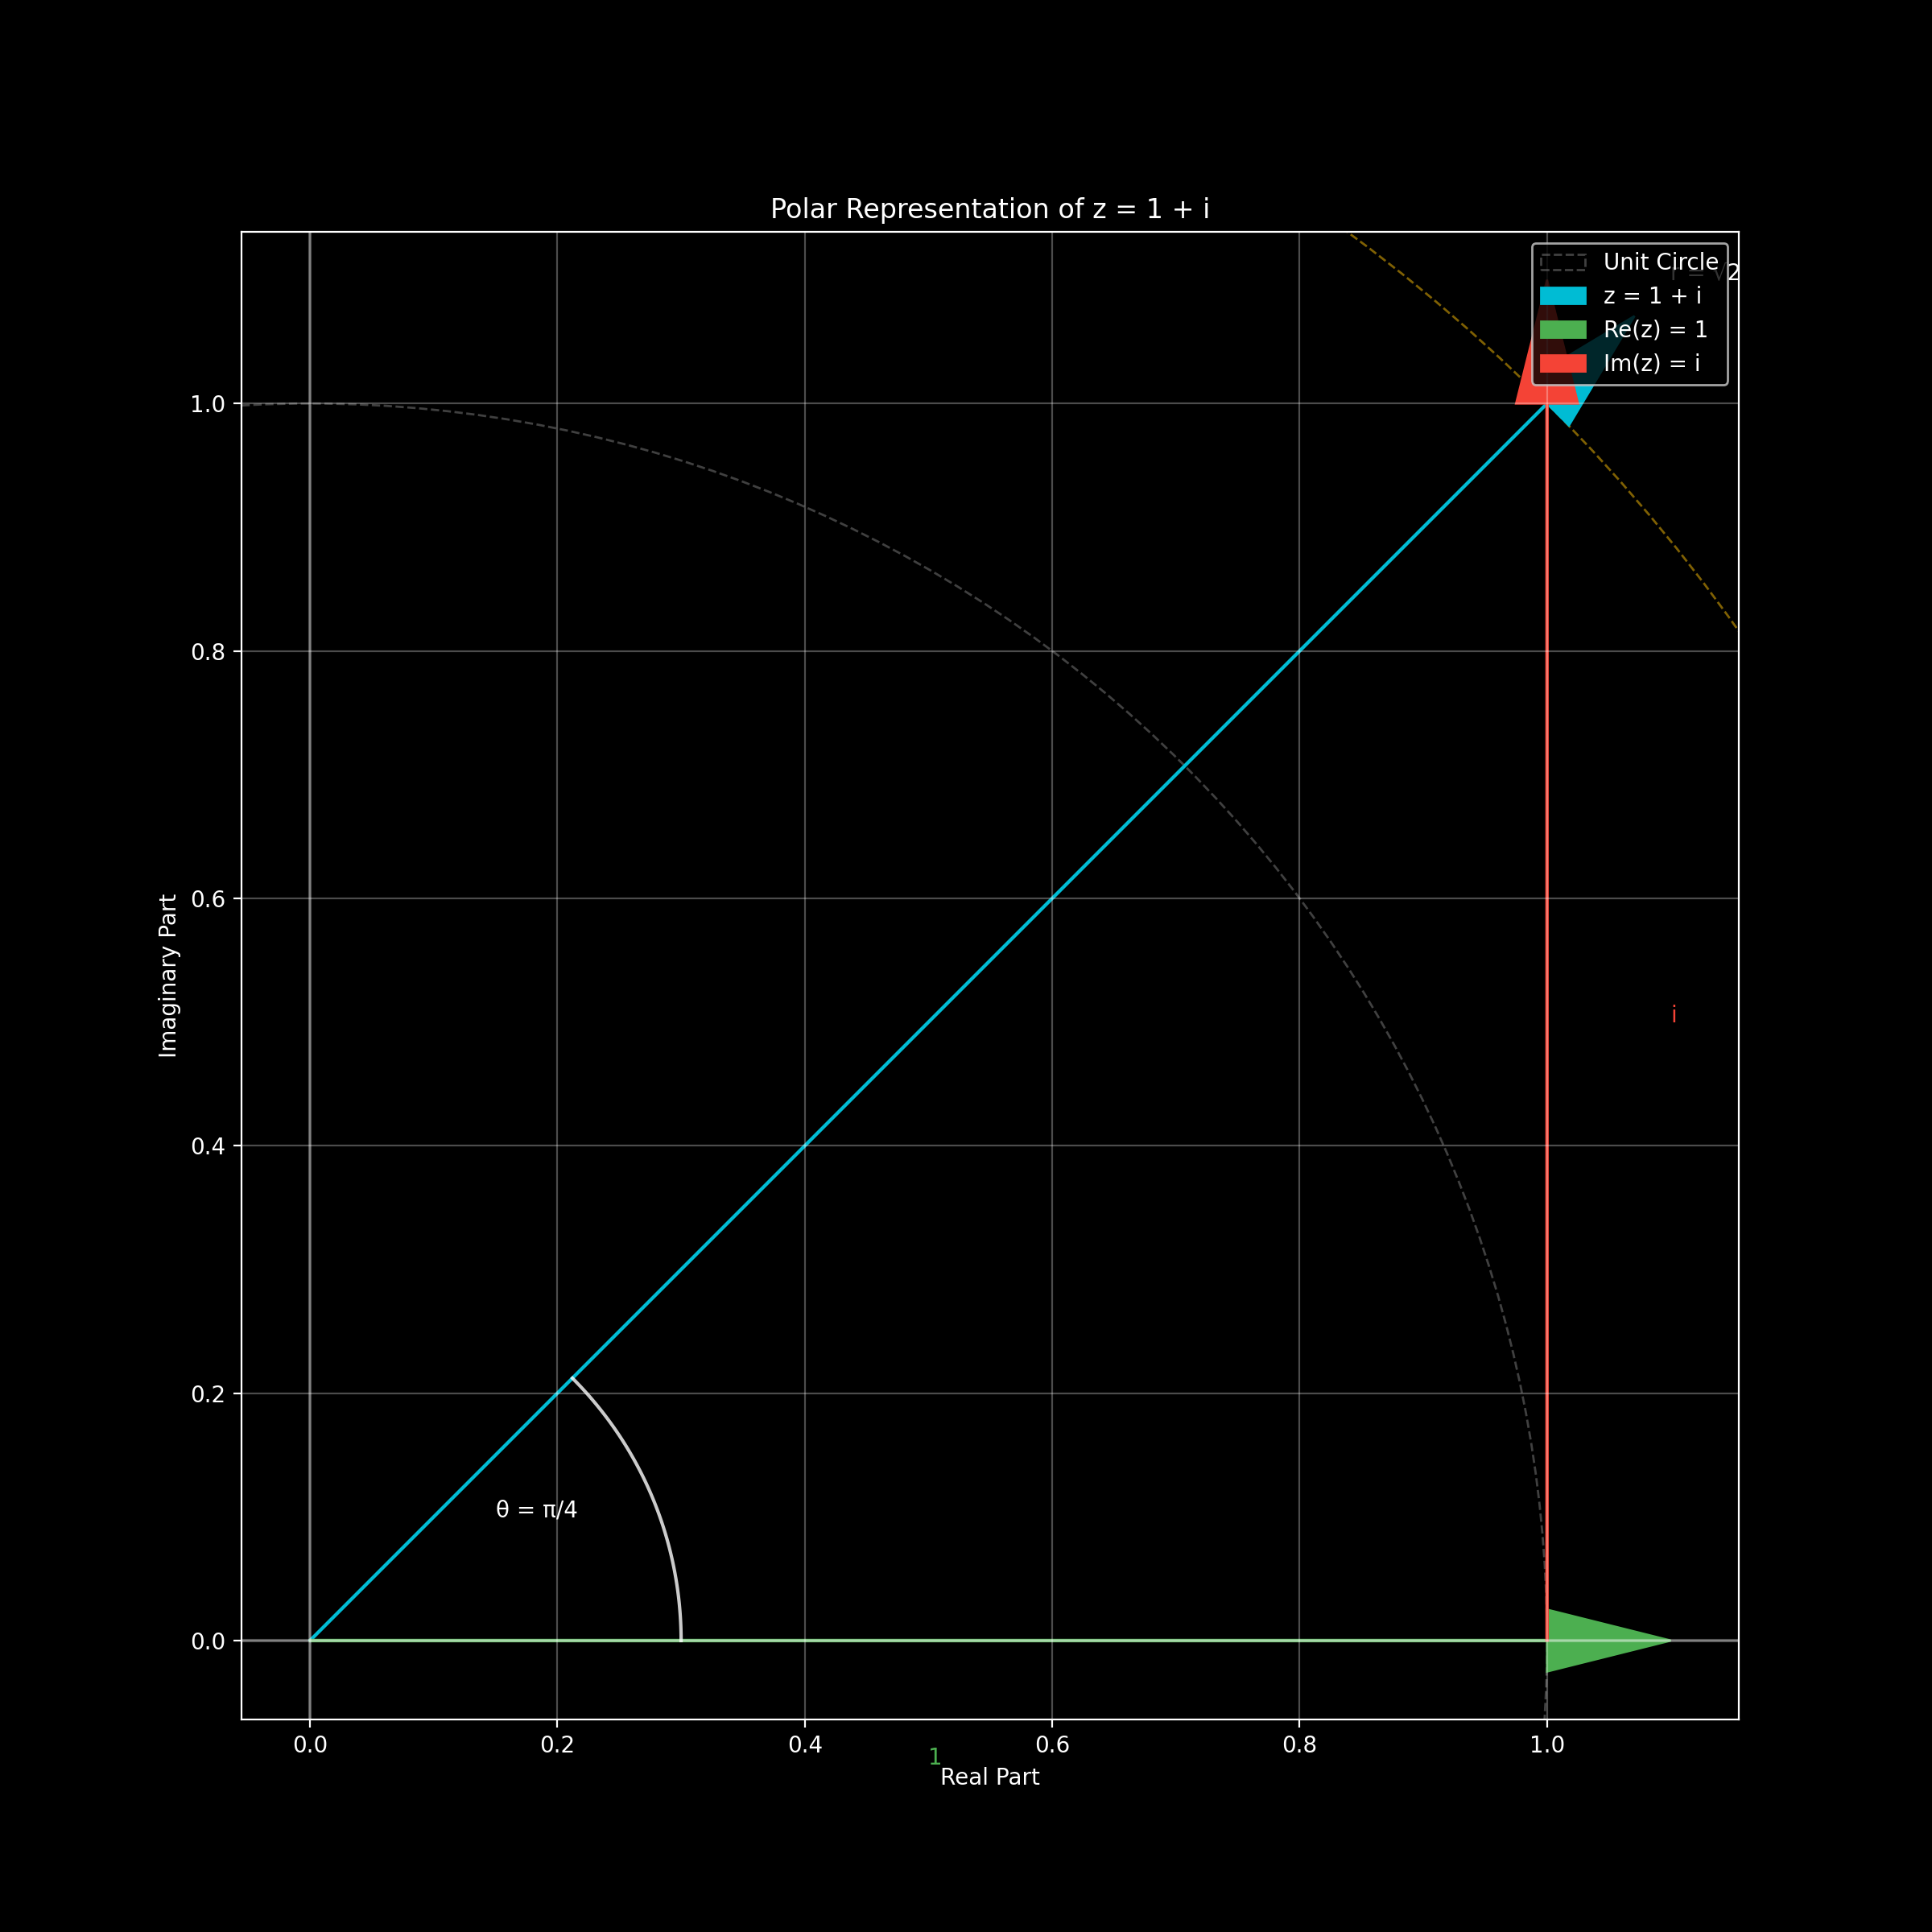 Polar Representation of z = 1 + i
Unit Circle
r = √2
z = 1 + i
Re(z) = 1
Im(z) = i
1.0
0.8
0.6
0.4
0.2
0.0
Imaginary Part
i
θ = π/4
0.0
0.2
0.4
0.6
0.8
1.0
1
Real Part